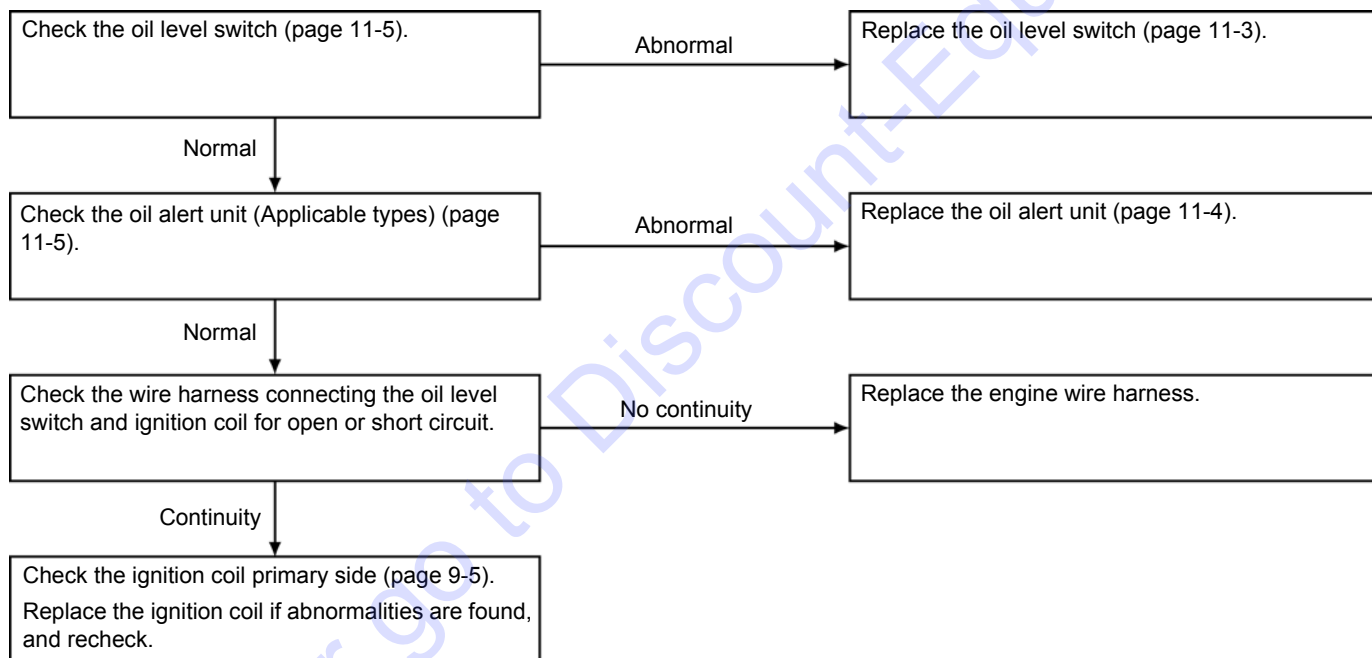 Check the oil level switch (page 11-5).
Abnormal
Replace the oil level switch (page 11-3).
Normal
Check the oil alert unit (Applicable types) (page
11-5).
Abnormal
Replace the oil alert unit (page 11-4).
Normal
Check the wire harness connecting the oil level
switch and ignition coil for open or short circuit.
No continuity
Replace the engine wire harness.
Continuity
Check the ignition coil primary side (page 9-5).
Replace the ignition coil if abnormalities are found,
and recheck.
go to Discount-Equ